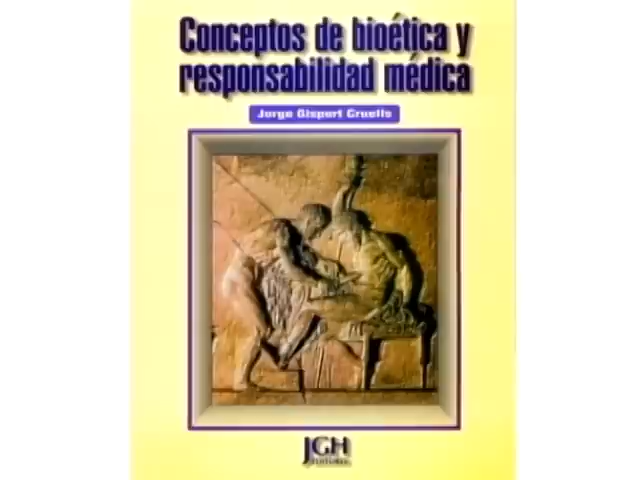 Conceptos de bioética y
responsabilidad médica
Jorge Gispert Cruells
JGH
EDITORES